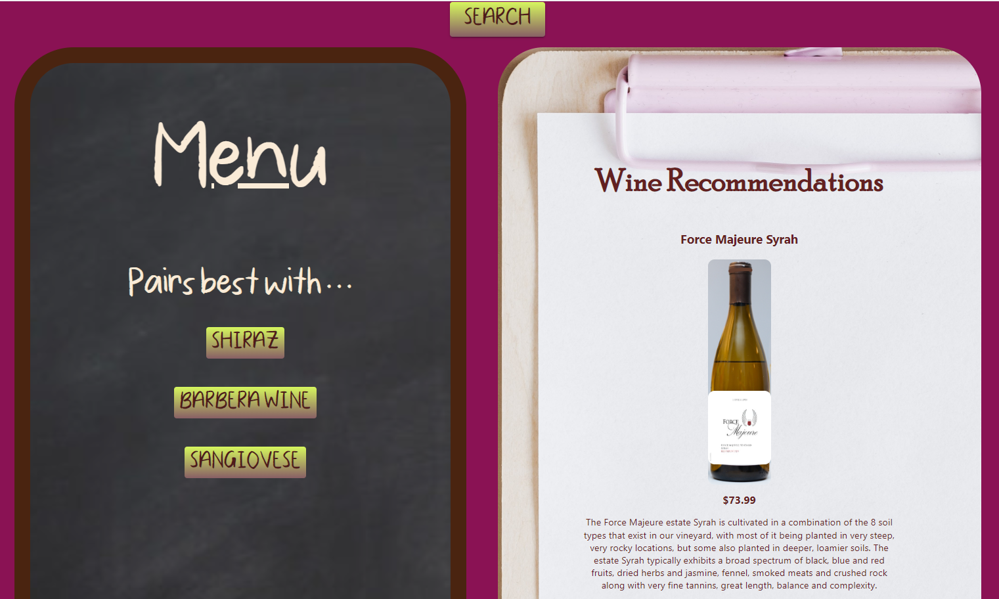 SEARCH
Menu
Pairs best with...
SHIRAZ
BARBERA WINE
SANGIOVESE
Wine Recommendations
Force Majeure Syrah
FORCE
Majeure
$73.99
The Force Majeure estate Syrah is cultivated in a combination of the 8 soil
types that exist in our vineyard, with most of it being planted in very steep,
very rocky locations, but some also planted in deeper, loamier soils. The
estate Syrah typically exhibits a broad spectrum of black, blue and red
fruits, dried herbs and jasmine, fennel, smoked meats and crushed rock
along with very fine tannins, great length, balance and complexity.